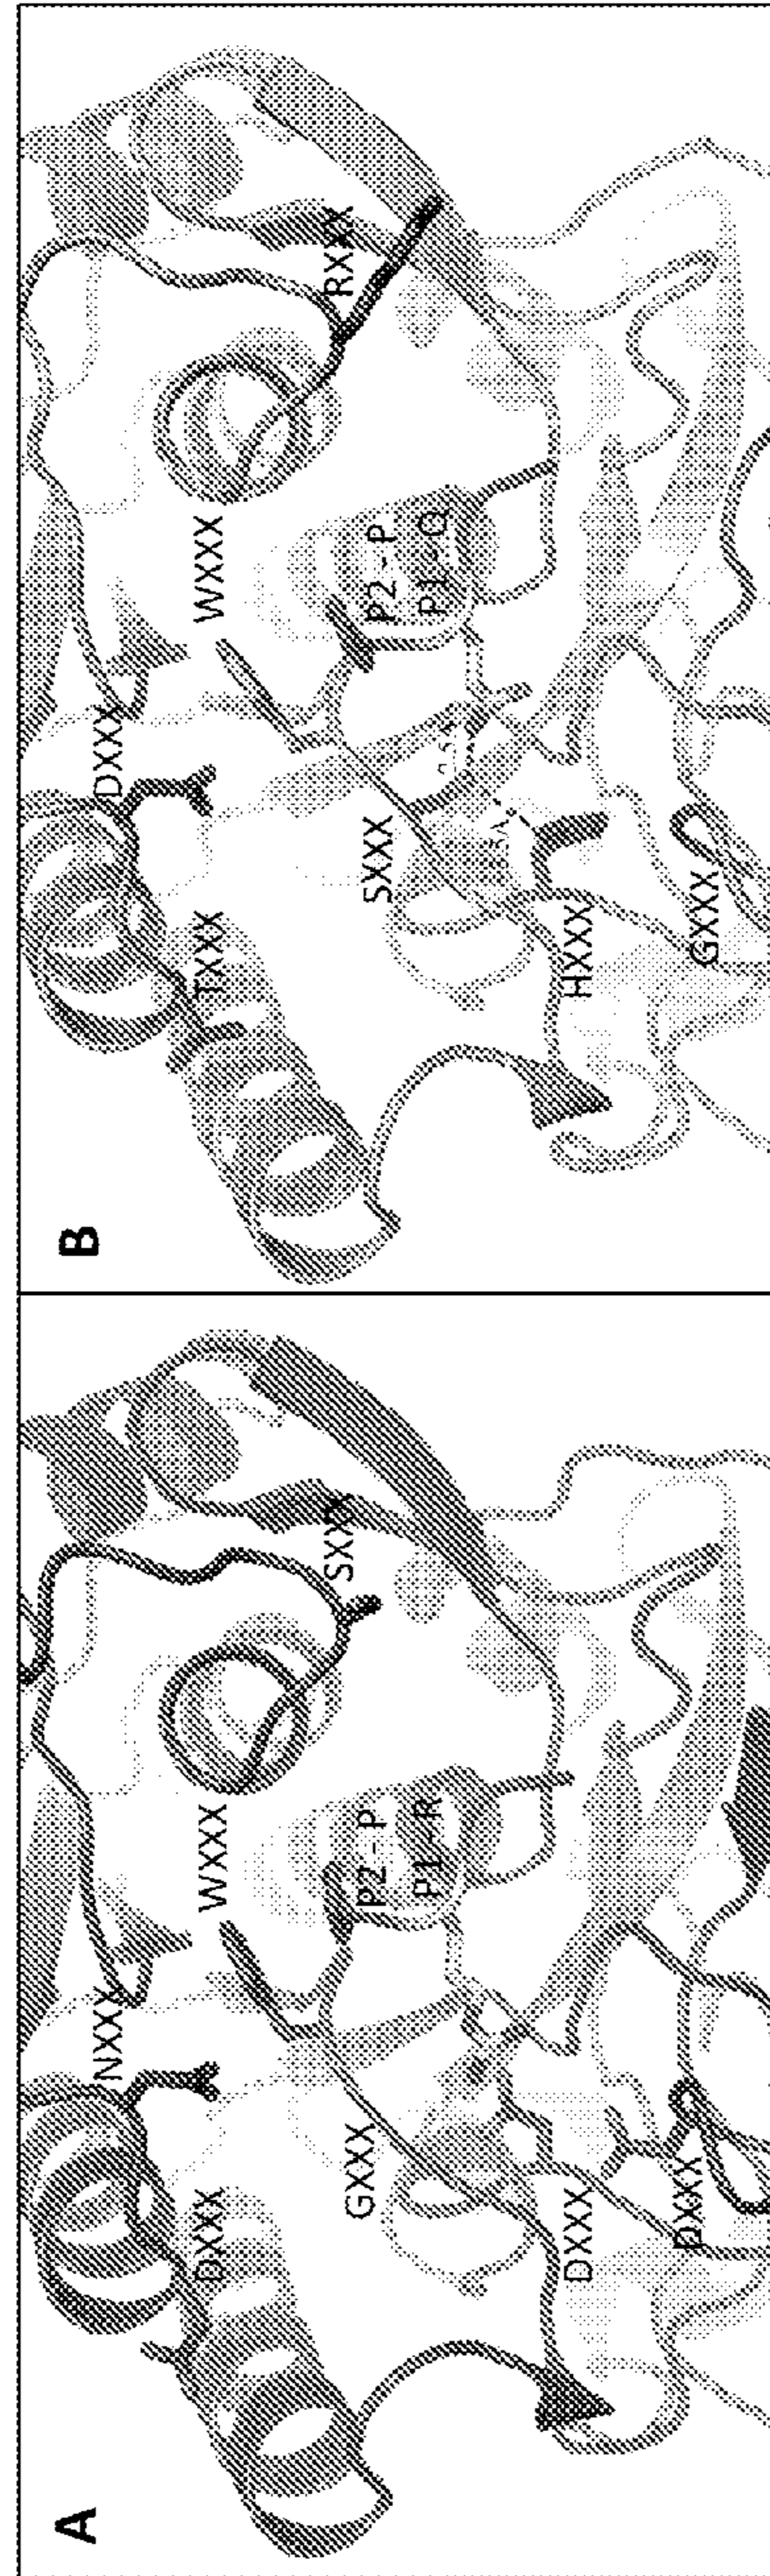 A
NXXX
DXXX
WXXX
SXXX
GXXX
P2 - P
P1 - R
DXXX
DXXX
B
DXXX
TXXX
WXXX
RXXX
SXXX
P2 - P
P1 - Q
HXXX
GXXX